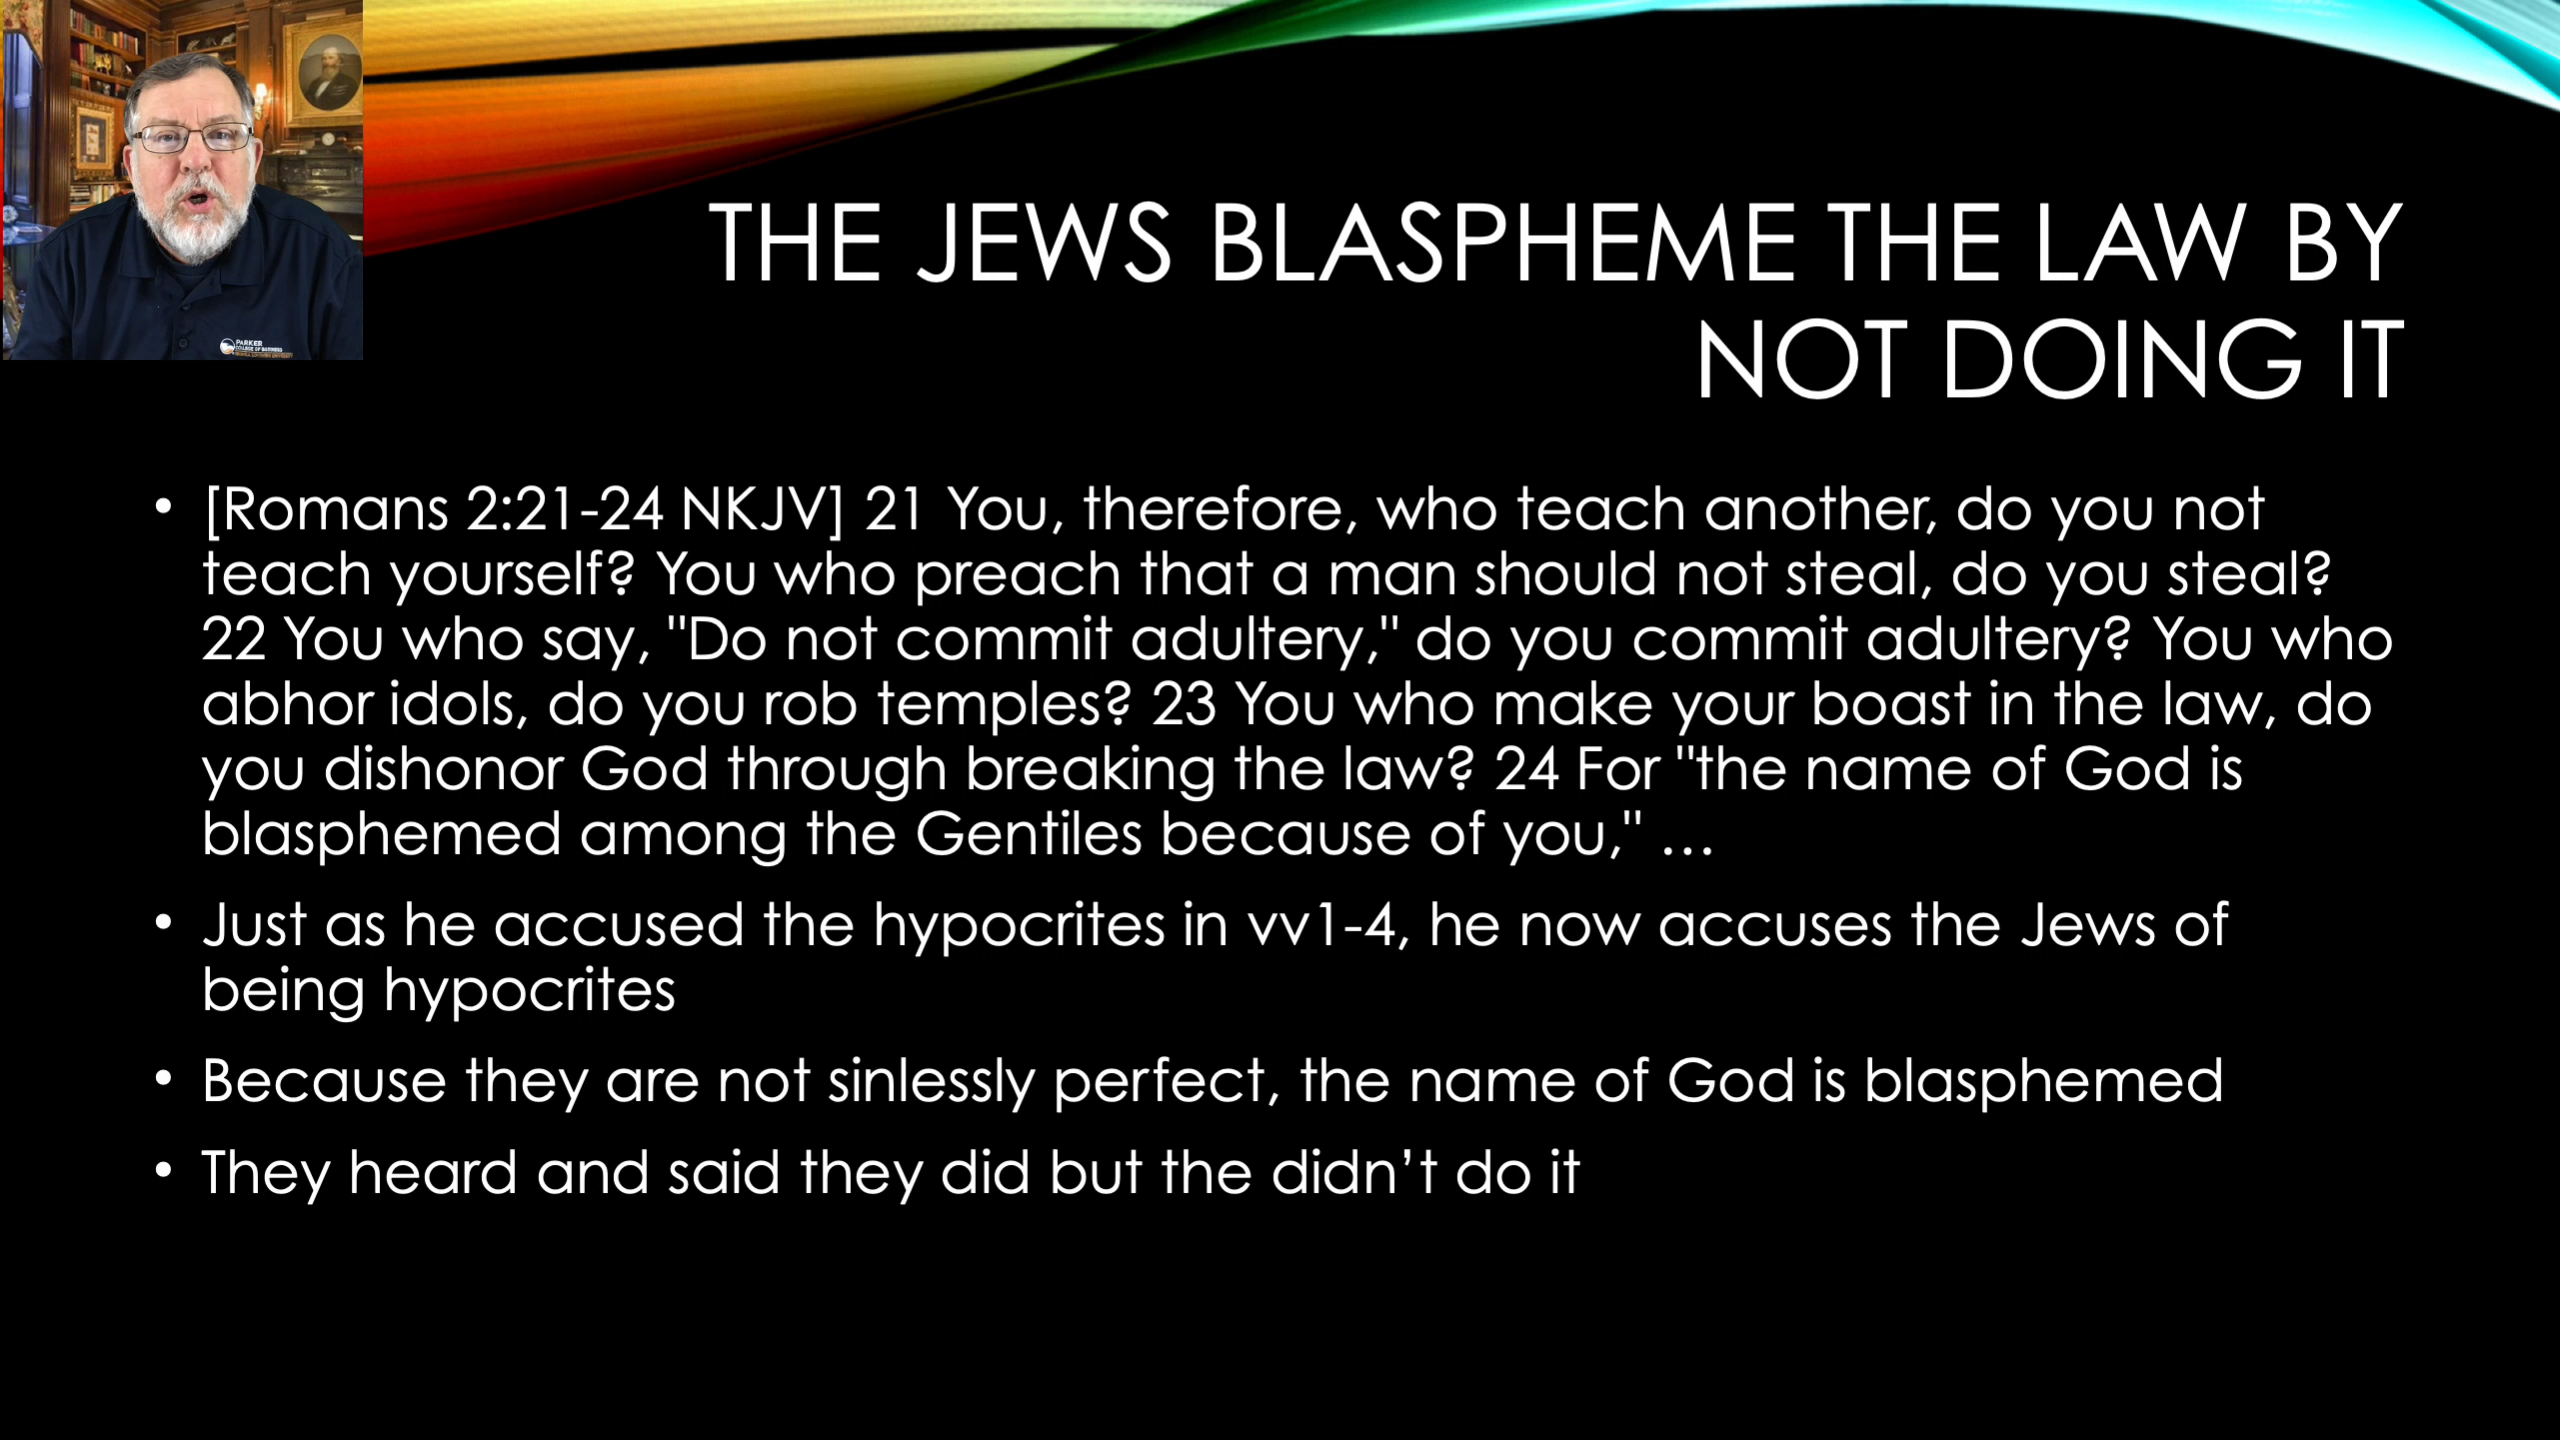 THE JEWS BLASPHEME THE LAW BY
NOT DOING IT
PARKER
COLLEGE OF BUSINESS
• [Romans 2:21-24 NKJV] 21 You, therefore, who teach another, do you not
teach yourself? You who preach that a man should not steal, do you steal?
22 You who say, "Do not commit adultery," do you commit adultery? You who
abhor idols, do you rob temples? 23 You who make your boast in the law, do
you dishonor God through breaking the law? 24 For "the name of God is
blasphemed among the Gentiles because of you," …
• Just as he accused the hypocrites in vv1-4, he now accuses the Jews of
being hypocrites
• Because they are not sinlessly perfect, the name of God is blasphemed
• They heard and said they did but the didn’t do it